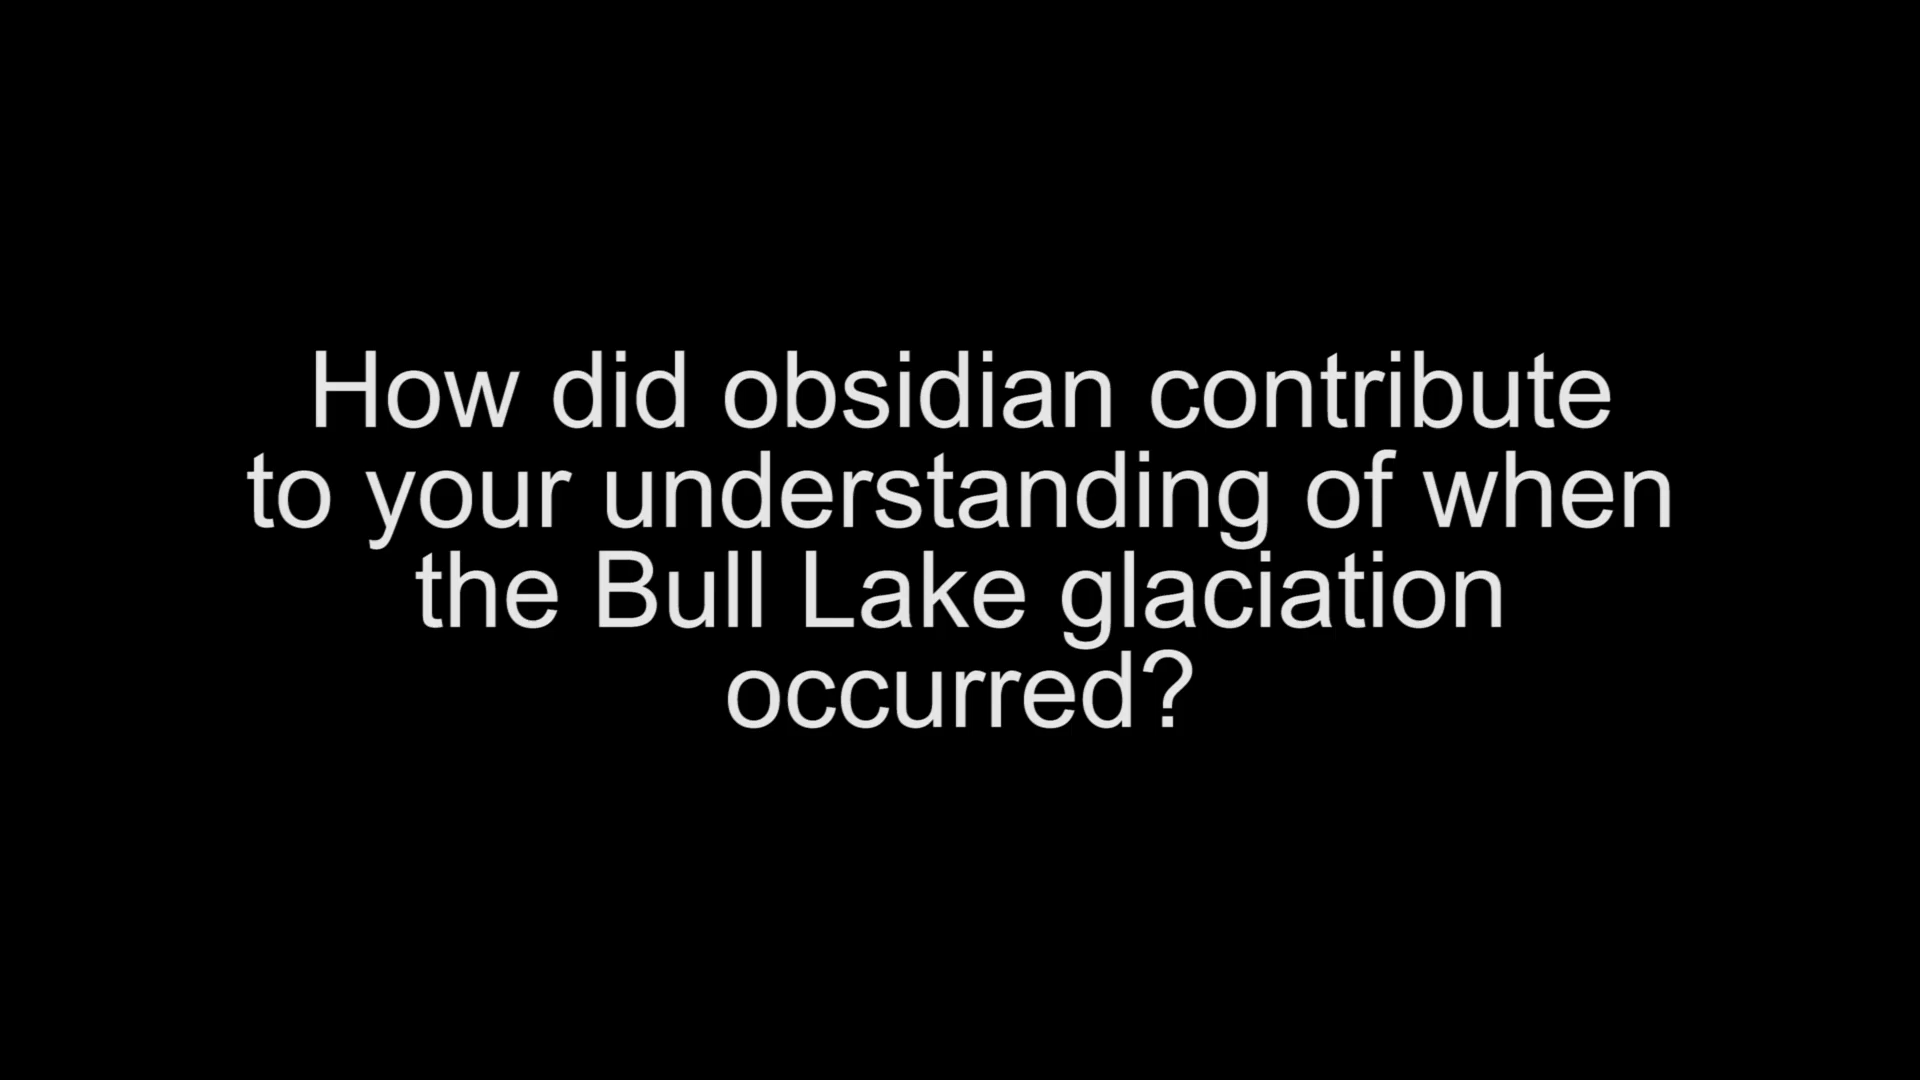 How did obsidian contribute
to your understanding of when
the Bull Lake glaciation
occurred?